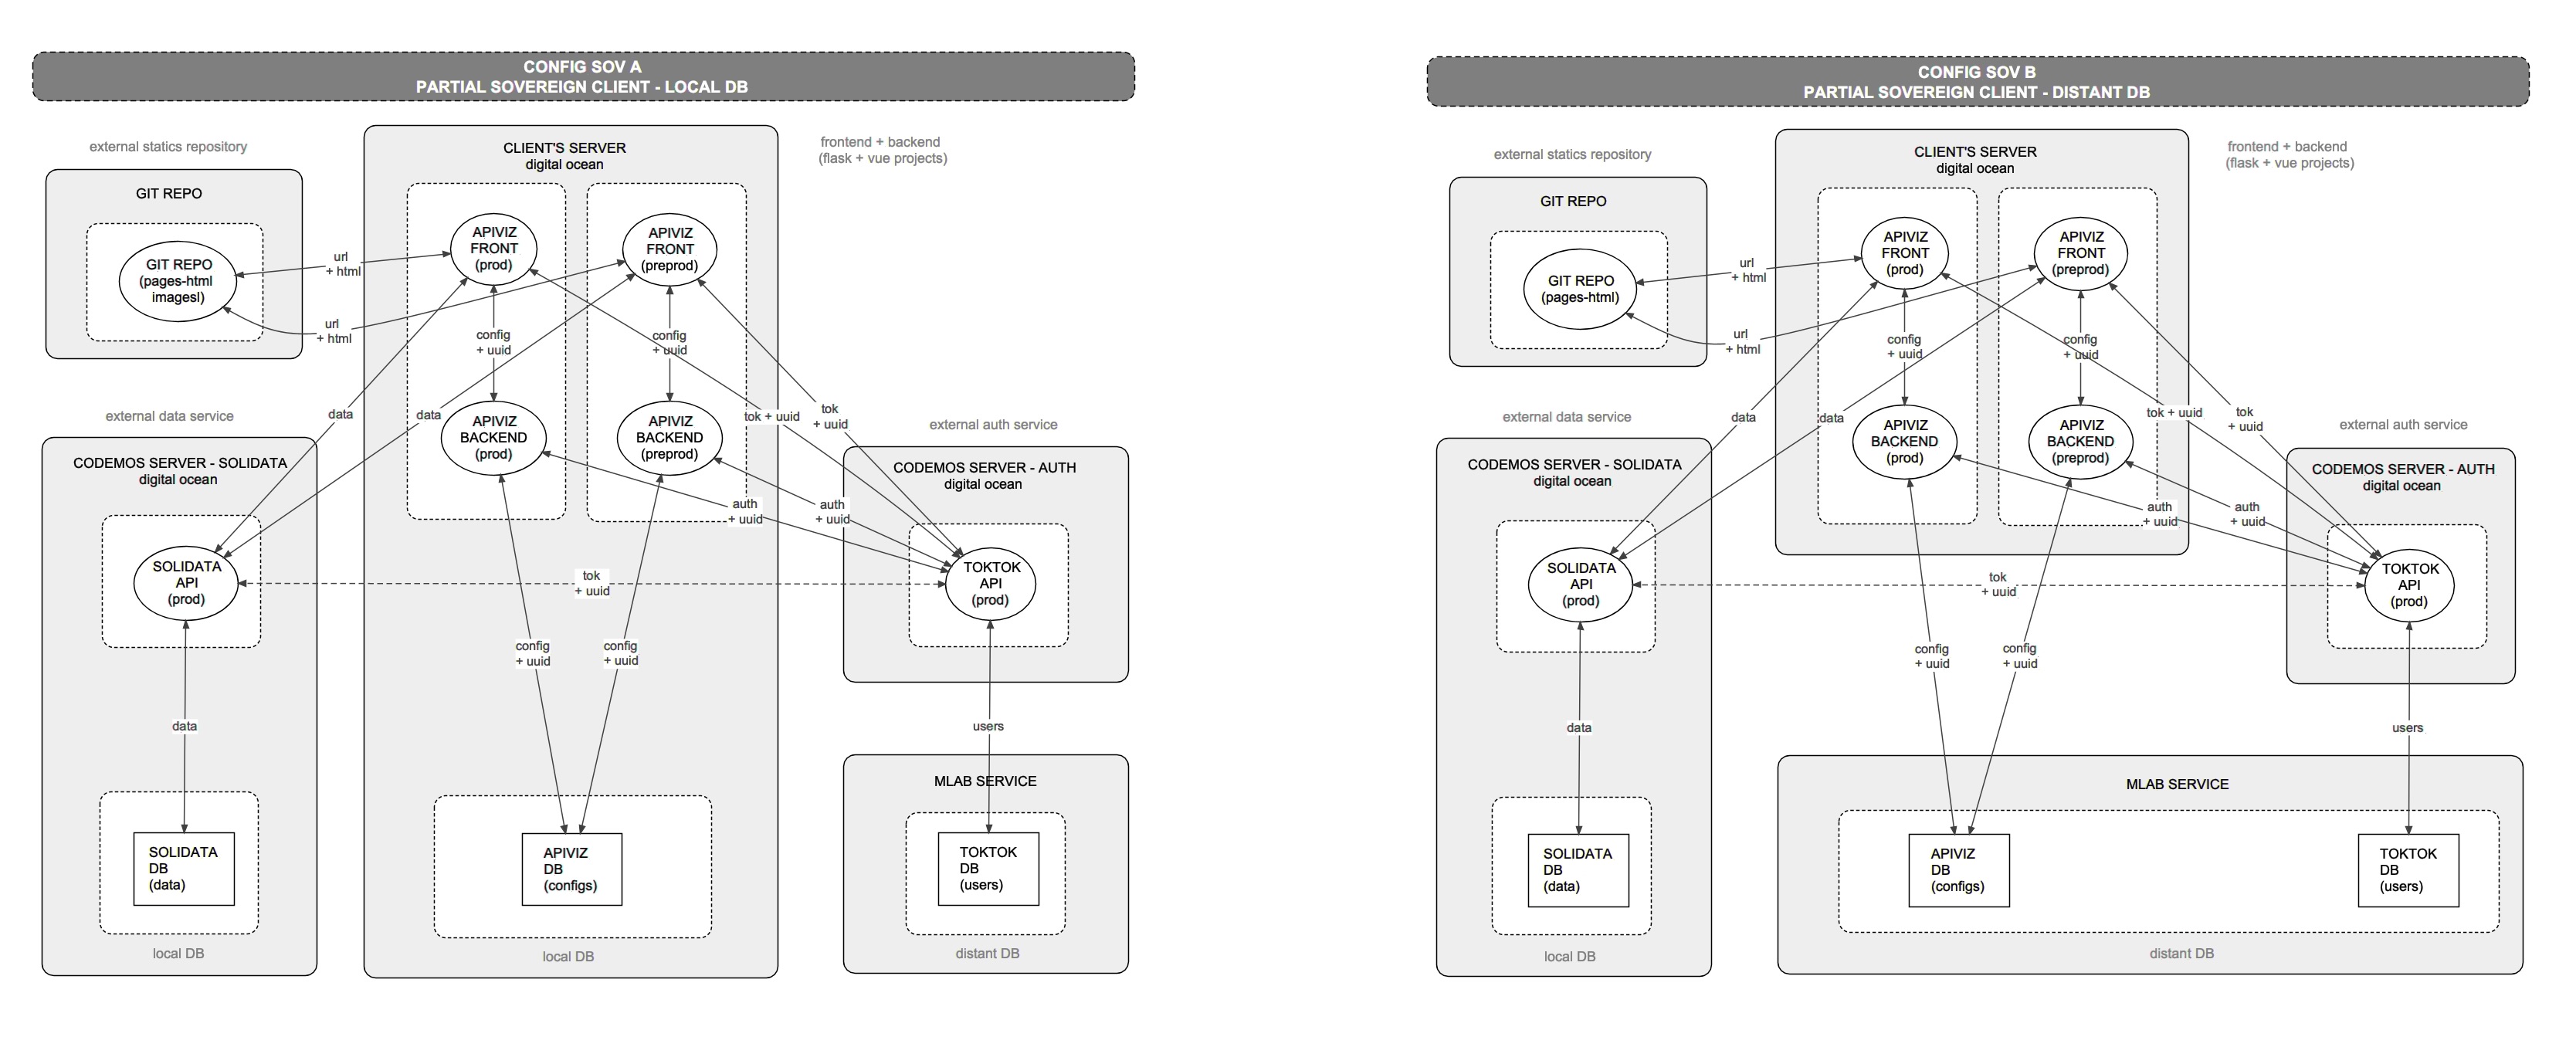 CONFIG SOV A
PARTIAL SOVEREIGN CLIENT - LOCAL DB
external statics repository
GIT REPO
GIT REPO
(pages-html
imagesl)
url
+ html
url
+ html
CLIENT'S SERVER
digital ocean
frontend + backend
(flask + vue projects)
APIVIZ
FRONT
(prod)
APIVIZ
FRONT
(preprod)
config
+ uuid
config
+ uuid
data
data
tok + uuid
tok
+ uuid
APIVIZ
BACKEND
(prod)
APIVIZ
BACKEND
(preprod)
auth
+ uuid
auth
+ uuid
external data service
CODEMOS SERVER - SOLIDATA
digital ocean
SOLIDATA
API
(prod)
external auth service
CODEMOS SERVER - AUTH
digital ocean
TOKTOK
API
(prod)
tok
+ uuid
config
+ uuid
config
+ uuid
data
users
SOLIDATA
DB
(data)
local DB
APIVIZ
DB
(configs)
local DB
MLAB SERVICE
TOKTOK
DB
(users)
distant DB
CONFIG SOV B
PARTIAL SOVEREIGN CLIENT - DISTANT DB
external statics repository
GIT REPO
GIT REPO
(pages-html)
url
+ html
url
+ html
CLIENT'S SERVER
digital ocean
frontend + backend
(flask + vue projects)
APIVIZ
FRONT
(prod)
APIVIZ
FRONT
(preprod)
config
+ uuid
config
+ uuid
data
data
tok + uuid
tok
+ uuid
APIVIZ
BACKEND
(prod)
APIVIZ
BACKEND
(preprod)
auth
+ uuid
auth
+ uuid
external data service
CODEMOS SERVER - SOLIDATA
digital ocean
SOLIDATA
API
(prod)
external auth service
CODEMOS SERVER - AUTH
digital ocean
TOKTOK
API
(prod)
tok
+ uuid
config
+ uuid
config
+ uuid
data
users
SOLIDATA
DB
(data)
local DB
MLAB SERVICE
APIVIZ
DB
(configs)
TOKTOK
DB
(users)
distant DB